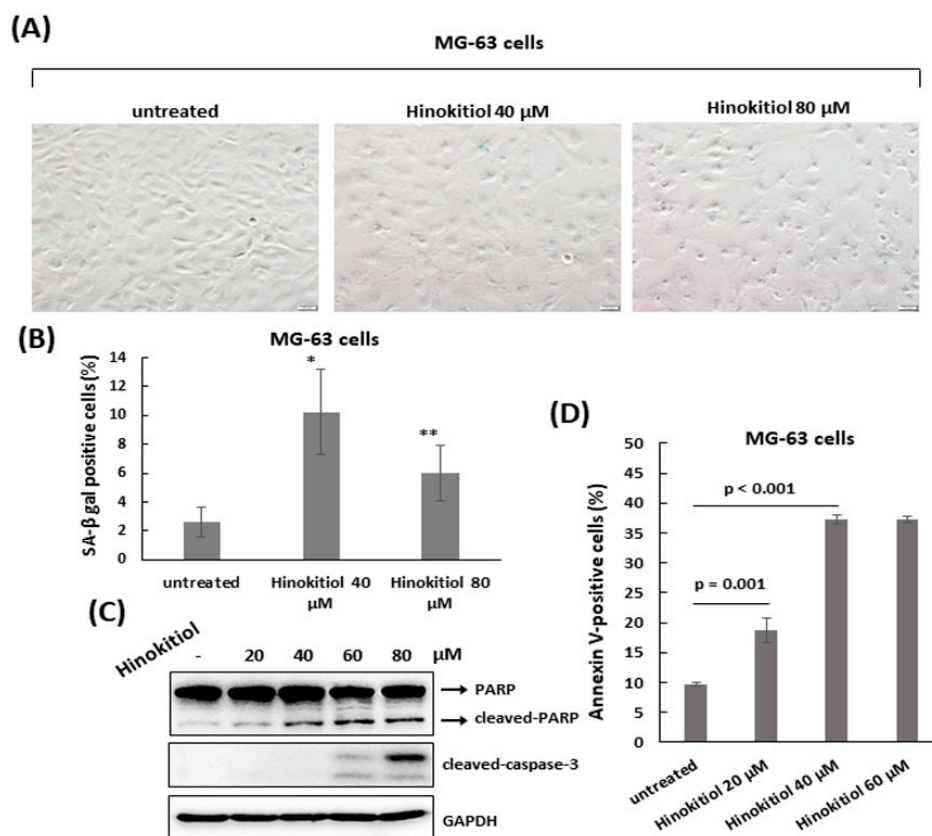 (A)
MG-63 cells
untreated
Hinokitiol 40 μM
Hinokitiol 80 μM
(B)
MG-63 cells
SA-β gal positive cells (%)
14
12
10
8
6
4
2
0
*
**
untreated
Hinokitiol 40
μM
Hinokitiol 80
μM
(C)
Hinokitiol
- 20 40 60 80 μM
PARP
cleaved-PARP
cleaved-caspase-3
GAPDH
(D)
MG-63 cells
Annexin V-positive cells (%)
50
45
40
35
30
25
20
15
10
5
0
p < 0.001
p = 0.001
untreated
Hinokitiol 20 μM
Hinokitiol 40 μM
Hinokitiol 60 μM